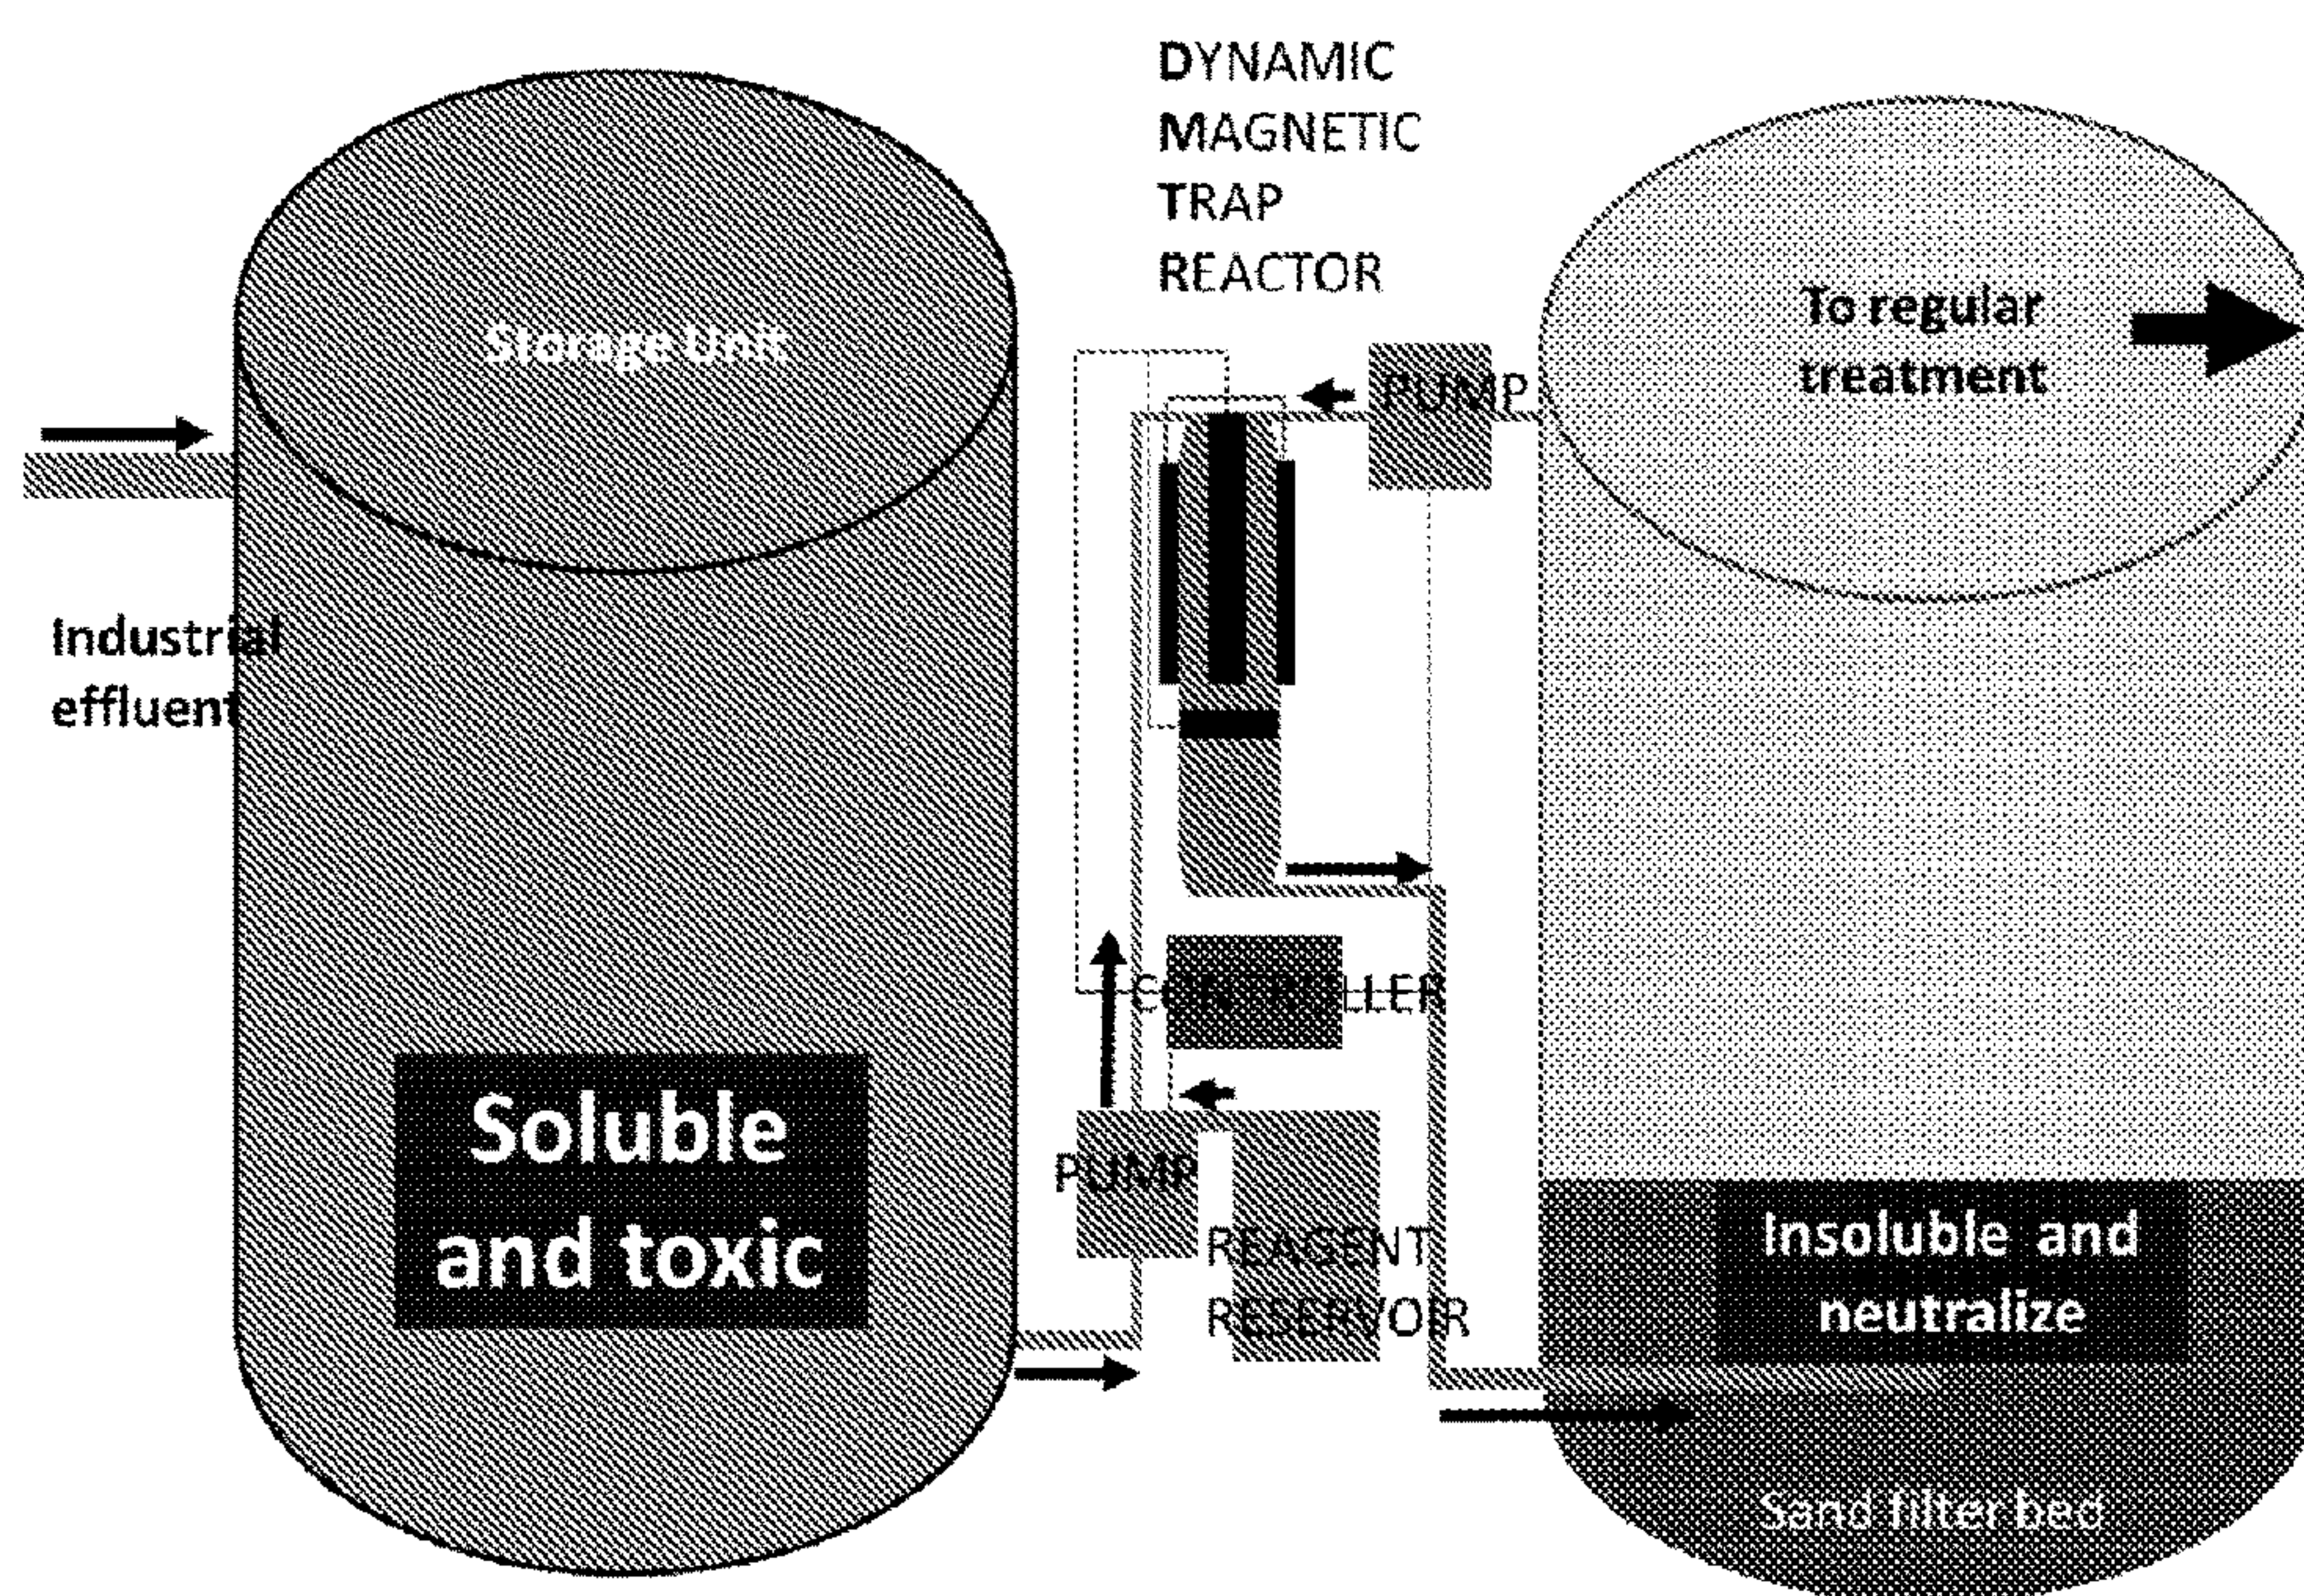 DYNAMIC
MAGNETIC
TRAP
REACTOR
Storage Unit
To regular
treatment
PUMP
Industrial
effluent
CONTROLLER
Soluble
and toxic
PUMP
REAGENT
RESERVOIR
Insoluble and
neutralize
Sand filter bed